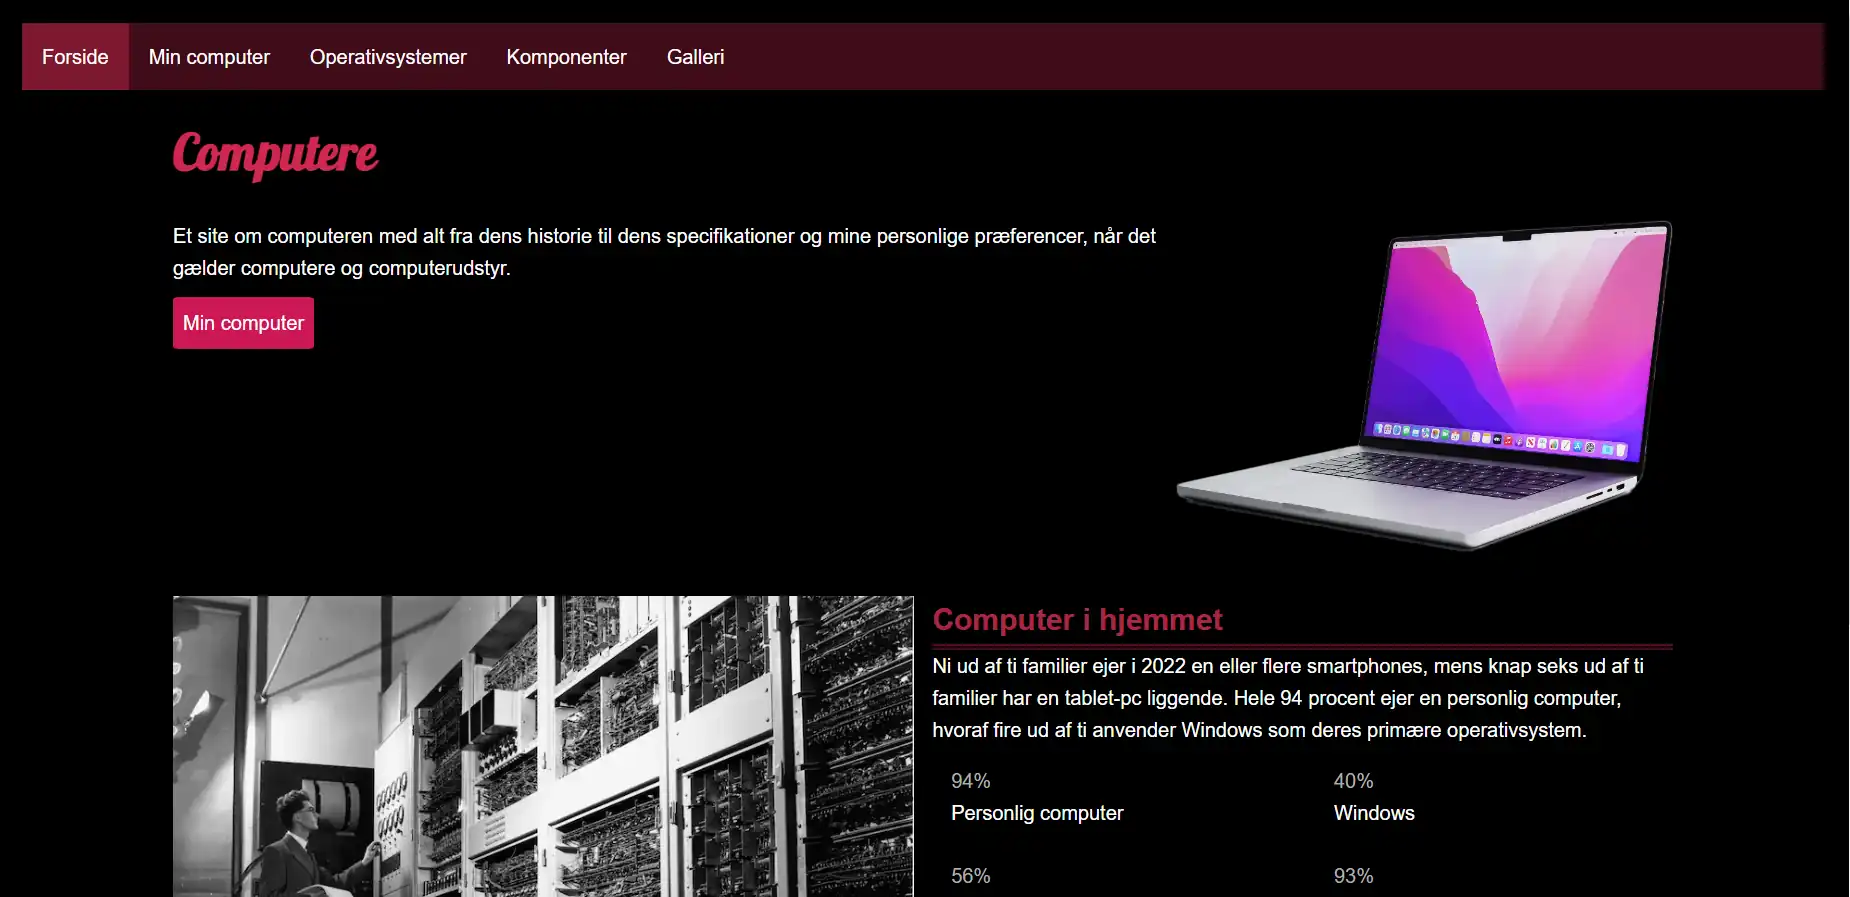 Forside Min computer Operativsystemer Komponenter Galleri
Computere
Et site om computeren med alt fra dens historie til dens specifikationer og mine personlige præferencer, når det
gælder computere og computerudstyr.
Min computer
Computer i hjemmet
Ni ud af ti familier ejer i 2022 en eller flere smartphones, mens knap seks ud af ti
familier har en tablet-pc liggende. Hele 94 procent ejer en personlig computer,
hvoraf fire ud af ti anvender Windows som deres primære operativsystem.
94% 40%
Personlig computer Windows
56% 93%